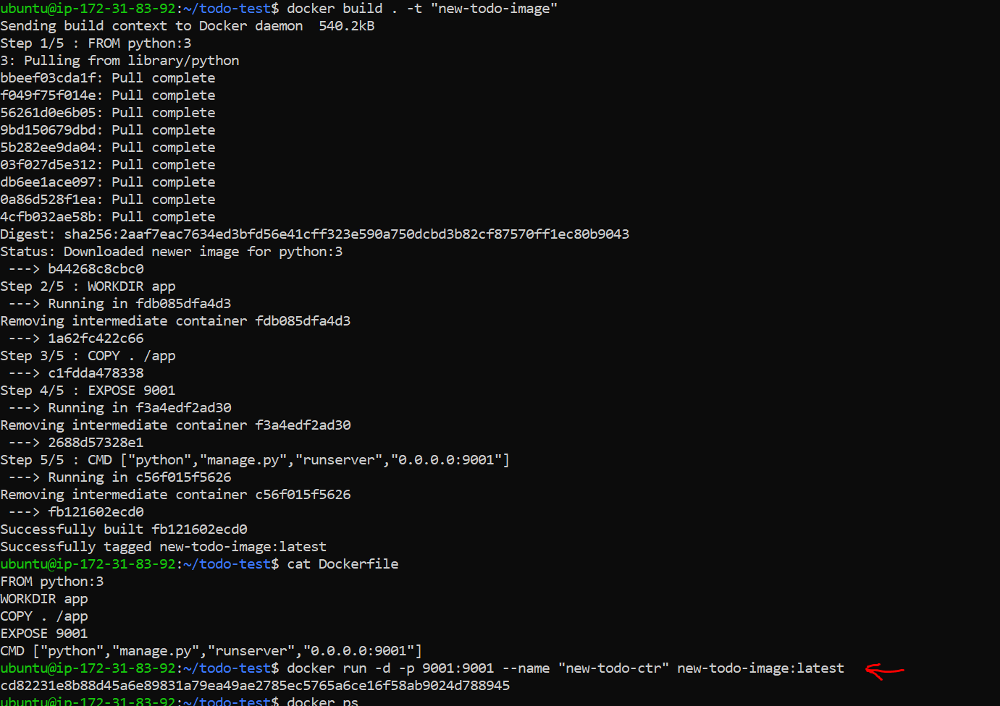 ubuntu@ip-172-31-83-92:~/todo-test$ docker build . -t "new-todo-image"
Sending build context to Docker daemon  540.2kB
Step 1/5 : FROM python:3
3: Pulling from library/python
bbeef03cda1f: Pull complete
f049f75f014e: Pull complete
56261d0e6b05: Pull complete
9bd150679dbd: Pull complete
5b282ee9da04: Pull complete
03f027d5e312: Pull complete
db6ee1ace097: Pull complete
0a86d528f1ea: Pull complete
4cfb032ae58b: Pull complete
Digest: sha256:2aaf7eac7634ed3bfd56e41cff323e590a750dcbd3b82cf87570ff1ec80b9043
Status: Downloaded newer image for python:3
 ---> b44268c8cbc0
Step 2/5 : WORKDIR app
 ---> Running in fdb085dfa4d3
Removing intermediate container fdb085dfa4d3
 ---> 1a62fc422c66
Step 3/5 : COPY . /app
 ---> c1fdda478338
Step 4/5 : EXPOSE 9001
 ---> Running in f3a4edf2ad30
Removing intermediate container f3a4edf2ad30
 ---> 2688d57328e1
Step 5/5 : CMD ["python","manage.py","runserver","0.0.0.0:9001"]
 ---> Running in c56f015f5626
Removing intermediate container c56f015f5626
 ---> fb121602ecd0
Successfully built fb121602ecd0
Successfully tagged new-todo-image:latest
ubuntu@ip-172-31-83-92:~/todo-test$ cat Dockerfile
FROM python:3
WORKDIR app
COPY . /app
EXPOSE 9001
CMD ["python","manage.py","runserver","0.0.0.0:9001"]
ubuntu@ip-172-31-83-92:~/todo-test$ docker run -d -p 9001:9001 --name "new-todo-ctr" new-todo-image:latest
cd82231e8b88d45a6e89831a79ea49ae2785ec5765a6ce16f58ab9024d788945
ubuntu@ip-172-31-83-92:~/todo-test$ docker ps